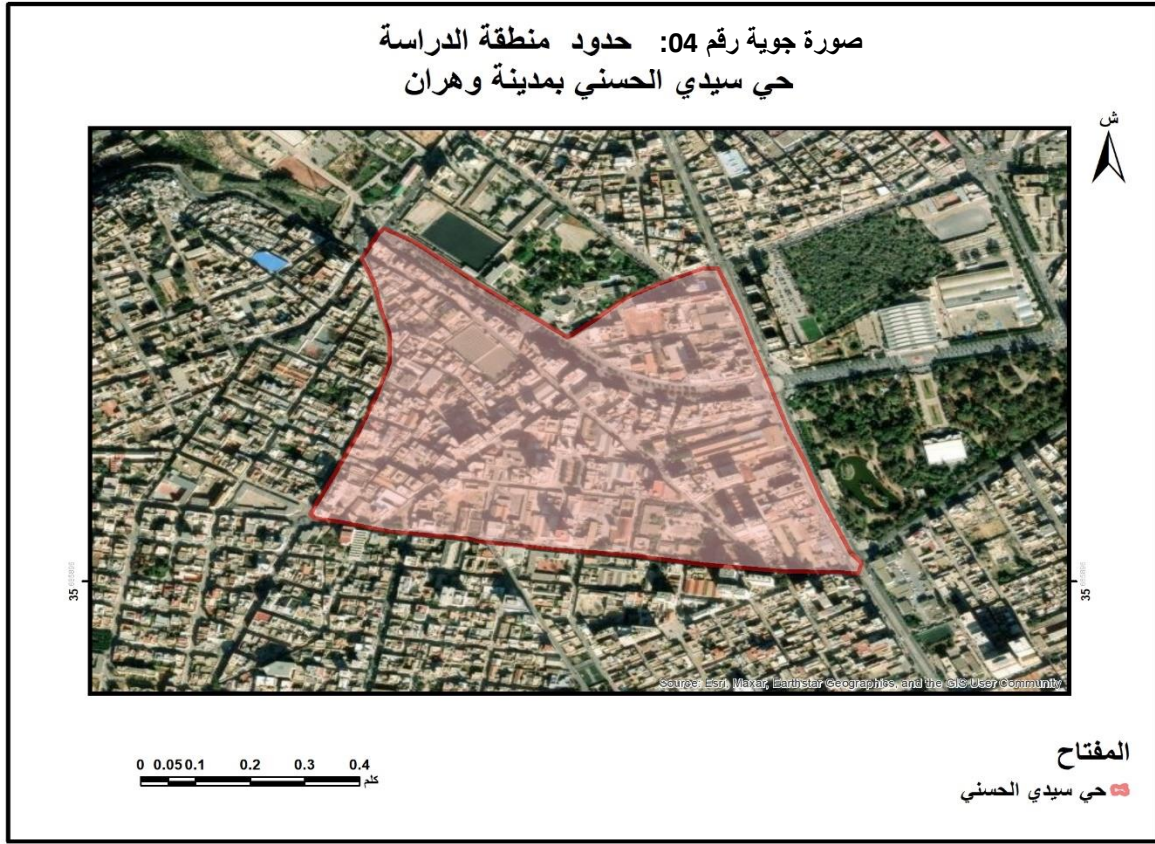 صورة جوية رقم 04: حدود منطقة الدراسة
حي سيدي الحسني بمدينة وهران
ش
35
35
Source: Esri, Maxar, Earthstar Geographics, and the GIS User Community
0 0.05 0.1 0.2 0.3 0.4
كلم
المفتاح
حي سيدي الحسني